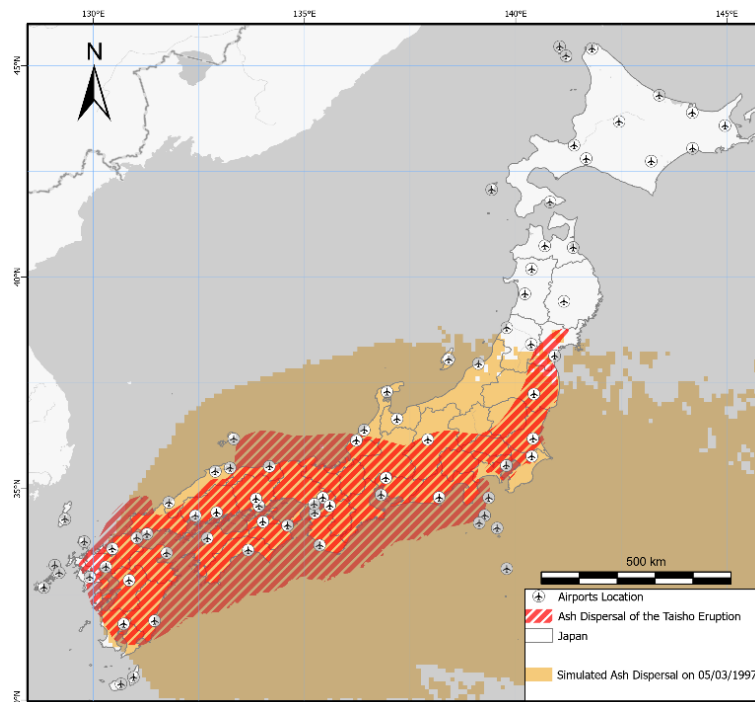 130°E 135°E 140°E 145°E
45°N
N
40°N
35°N
500 km
Airports Location
Ash Dispersal of the Taisho Eruption
Japan
Simulated Ash Dispersal on 05/03/1997